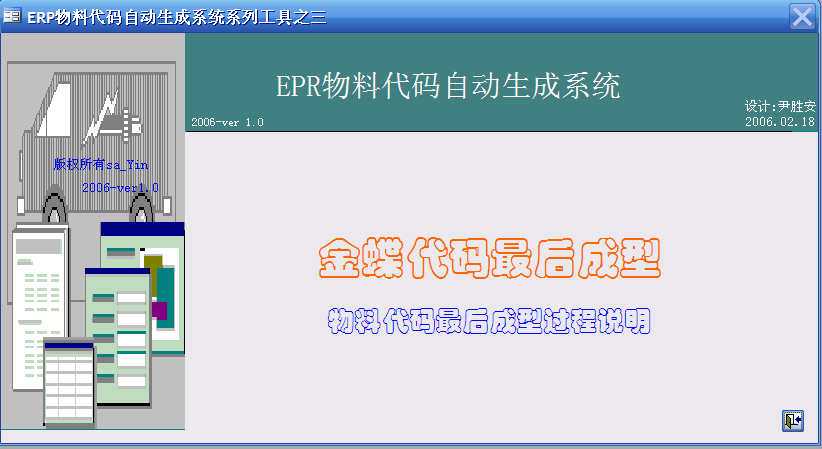 ERP物料代码自动生成系统系列工具之三
EPR物料代码自动生成系统
2006-ver 1.0
设计:尹胜安
2006.02.18
版权所有sa_Yin
2006-ver1.0
金蝶代码最后成型
物料代码最后成型过程说明